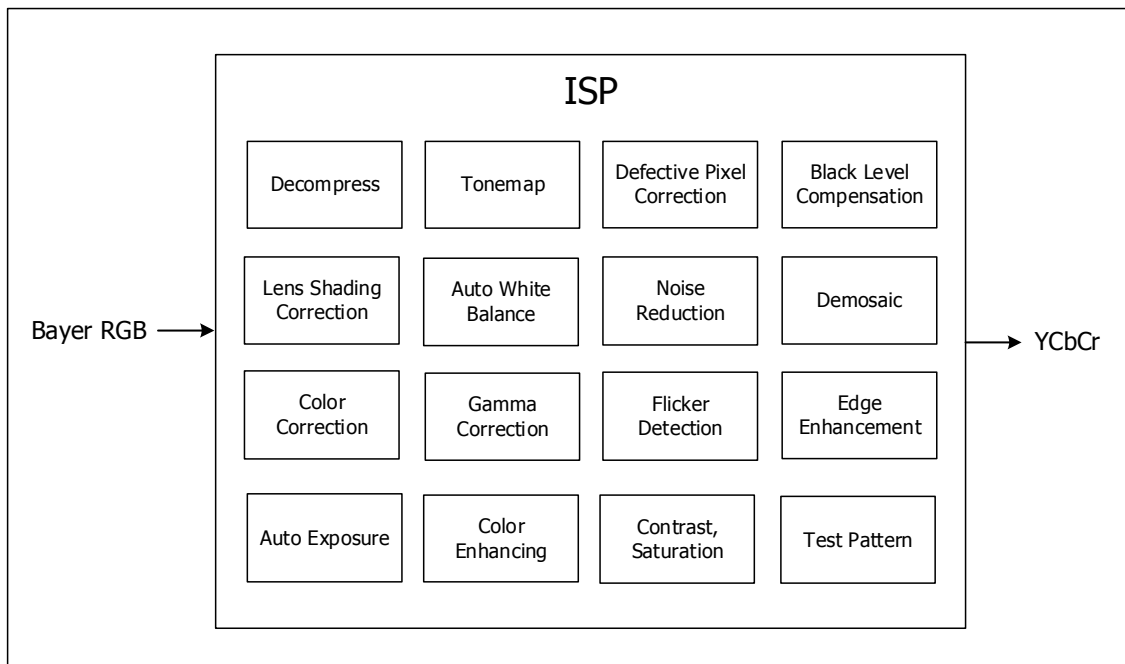 ISP
Decompress
Tonemap
Defective Pixel
Correction
Black Level
Compensation
Lens Shading
Correction
Auto White
Balance
Noise
Reduction
Demosaic
Bayer RGB
YCbCr
Color
Correction
Gamma
Correction
Flicker
Detection
Edge
Enhancement
Auto Exposure
Color
Enhancing
Contrast,
Saturation
Test Pattern